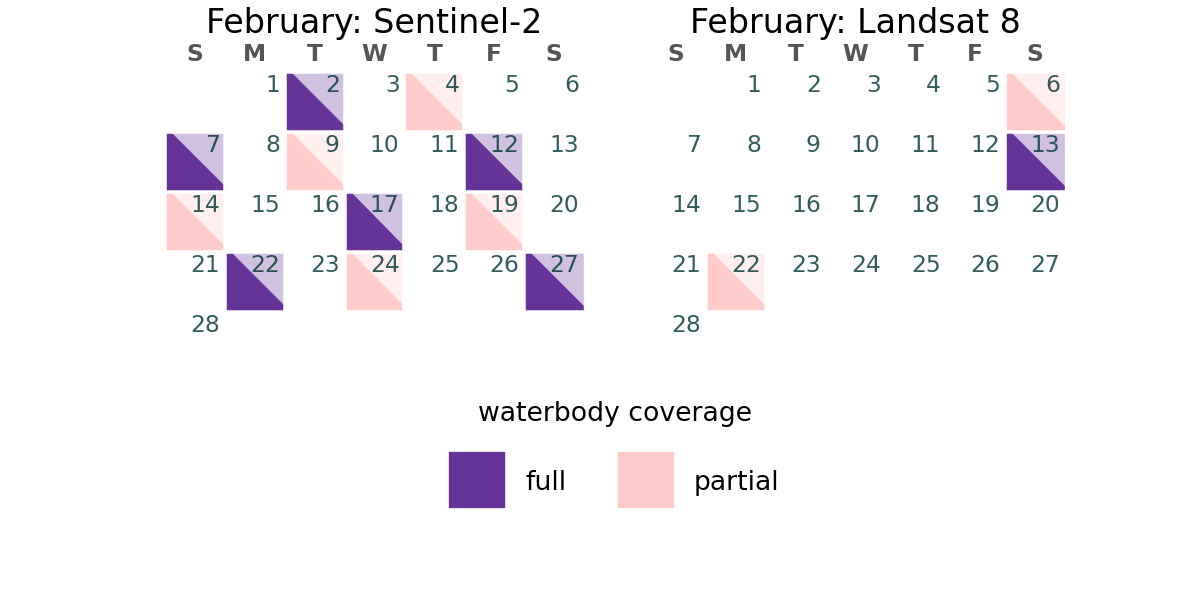 February: Sentinel-2
S M T W T F S
1 2 3 4 5 6
7 8 9 10 11 12 13
14 15 16 17 18 19 20
21 22 23 24 25 26 27
28
February: Landsat 8
S M T W T F S
1 2 3 4 5 6
7 8 9 10 11 12 13
14 15 16 17 18 19 20
21 22 23 24 25 26 27
28
waterbody coverage
full
partial